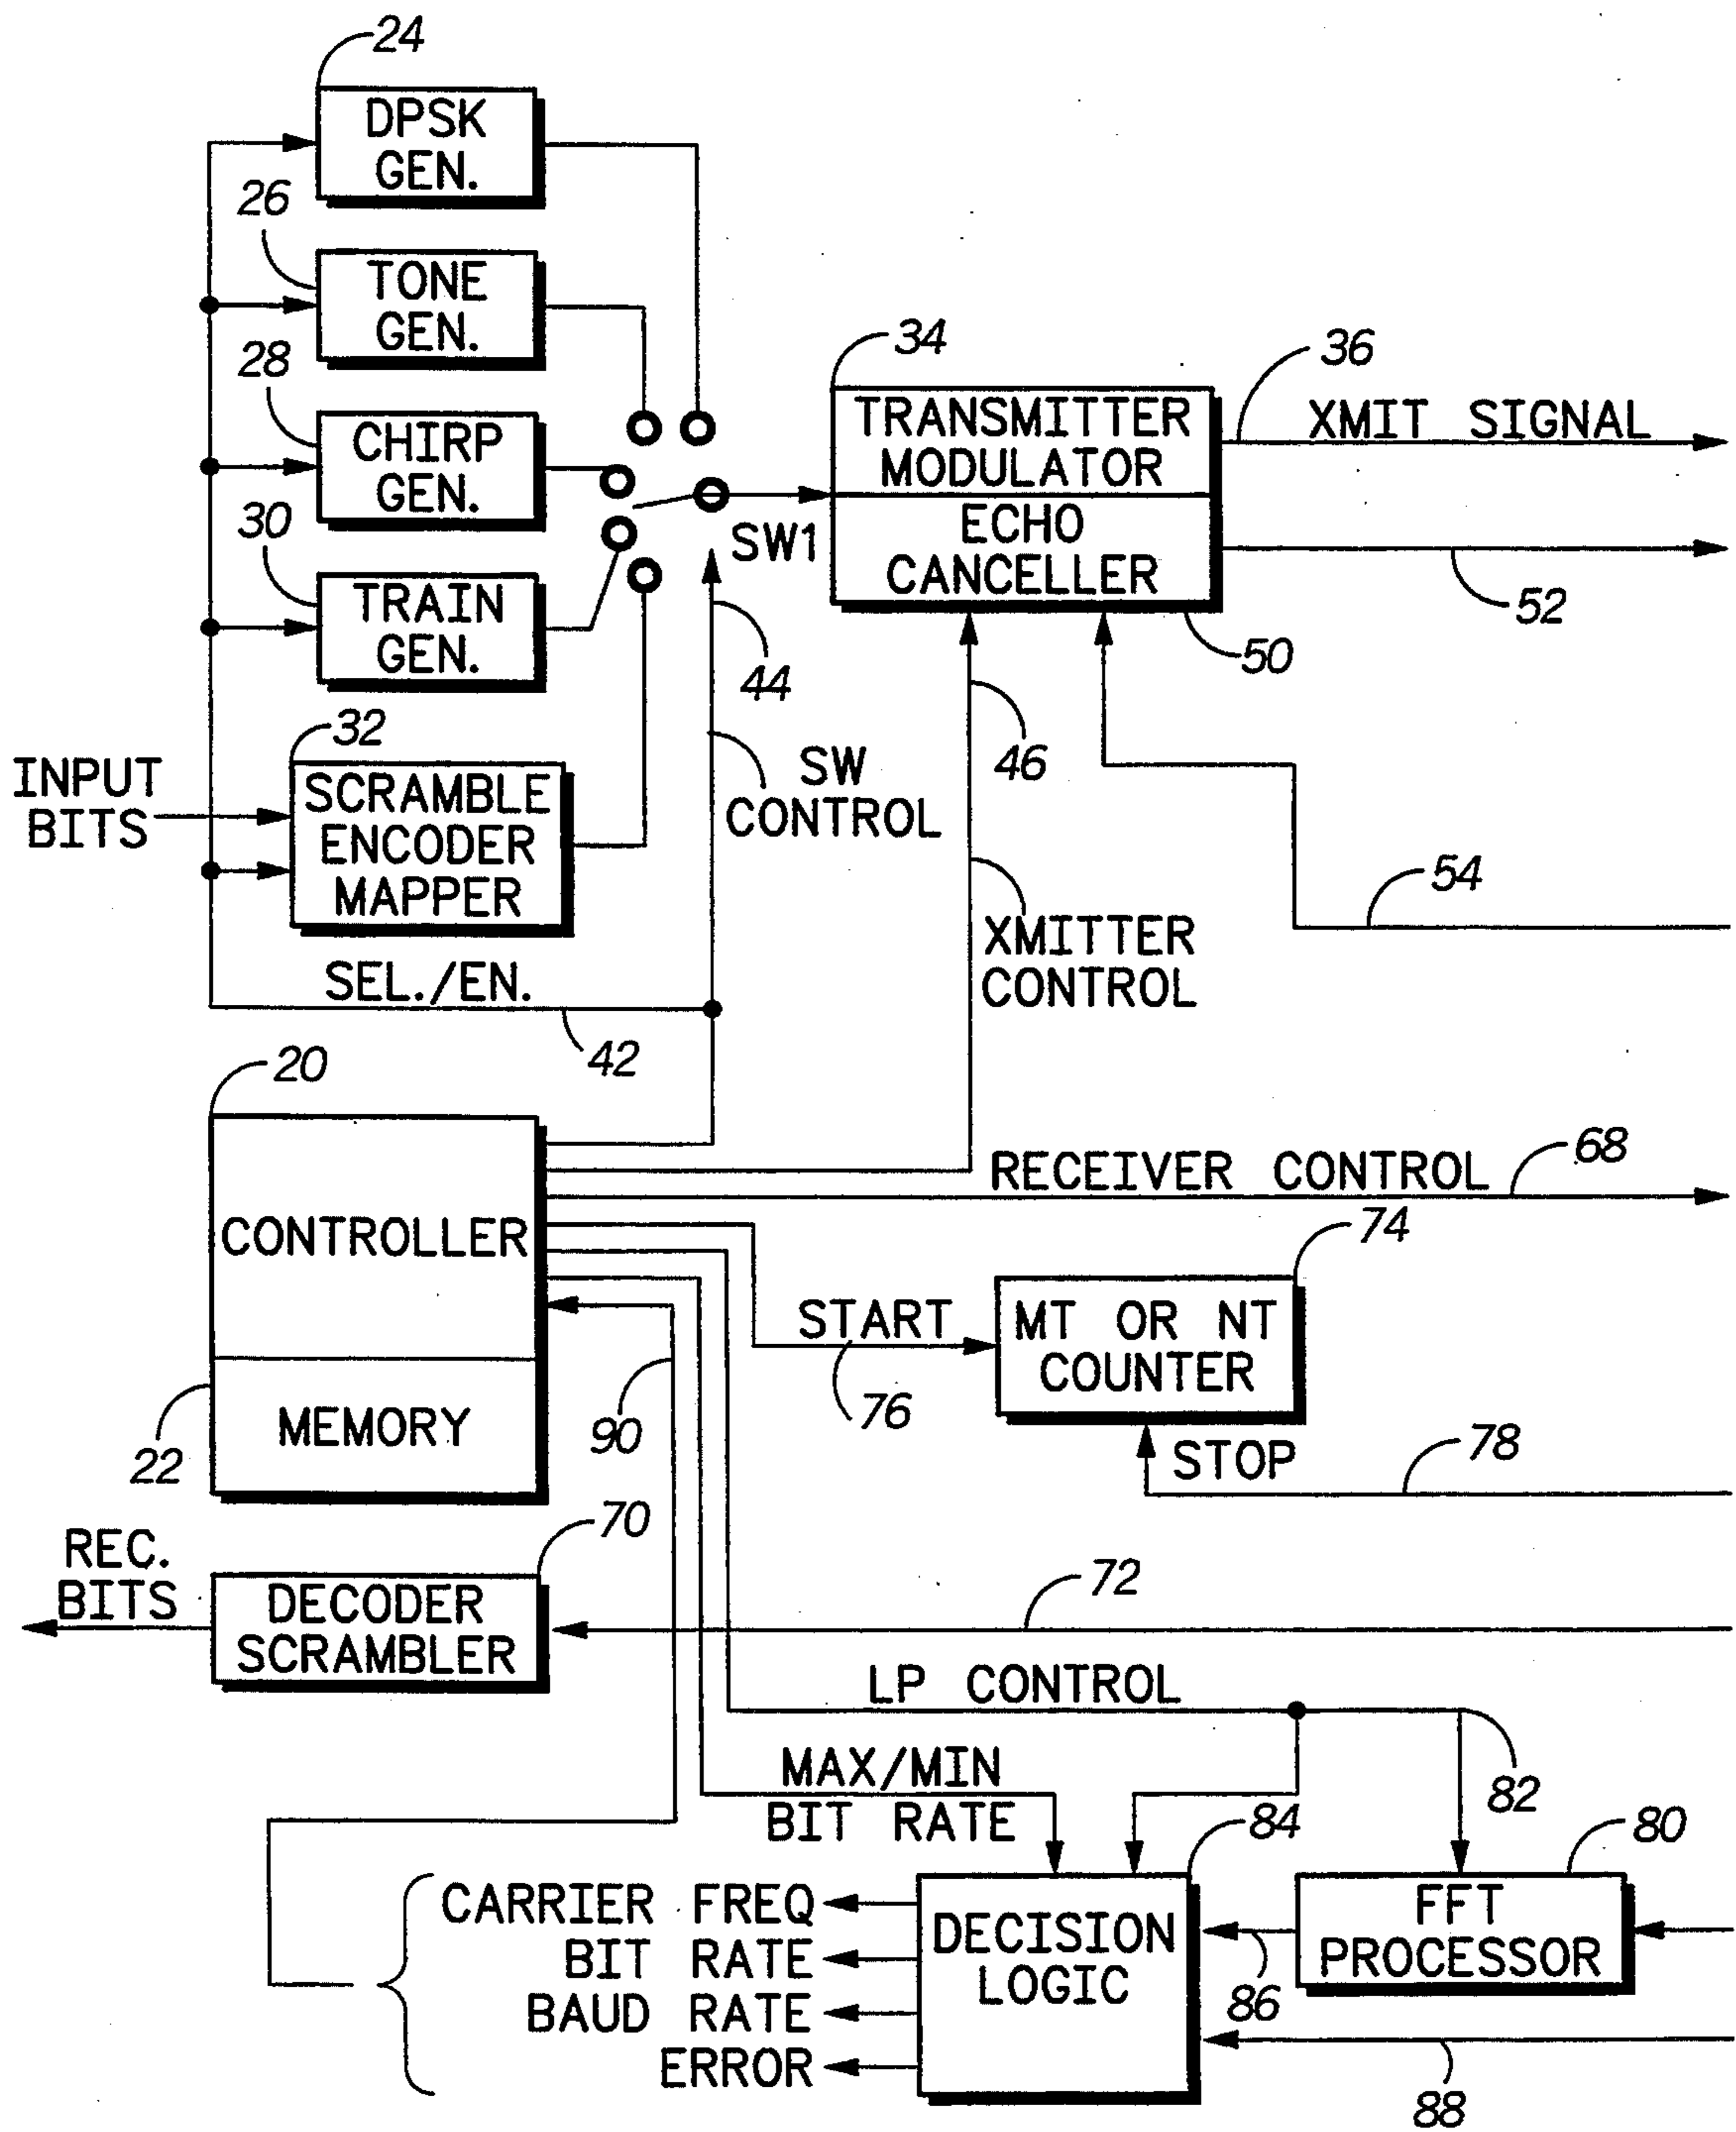 24
DPSK
GEN.
26
TONE
GEN.
28
CHIRP
GEN.
30
TRAIN
GEN.
32
INPUT
BITS
SCRAMBLE
ENCODER
MAPPER
SEL./EN.
42
SW1
44
SW
CONTROL
34
TRANSMITTER
MODULATOR
ECHO
CANCELLER
36
XMIT SIGNAL
52
50
46
XMITTER
CONTROL
54
20
CONTROLLER
MEMORY
22
RECEIVER CONTROL
68
74
START
MT OR NT
COUNTER
76
90
STOP
78
REC.
BITS
70
DECODER
SCRAMBLER
72
LP CONTROL
82
MAX/MIN
BIT RATE
84
80
CARRIER FREQ
BIT RATE
BAUD RATE
ERROR
DECISION
LOGIC
86
FFT
PROCESSOR
88